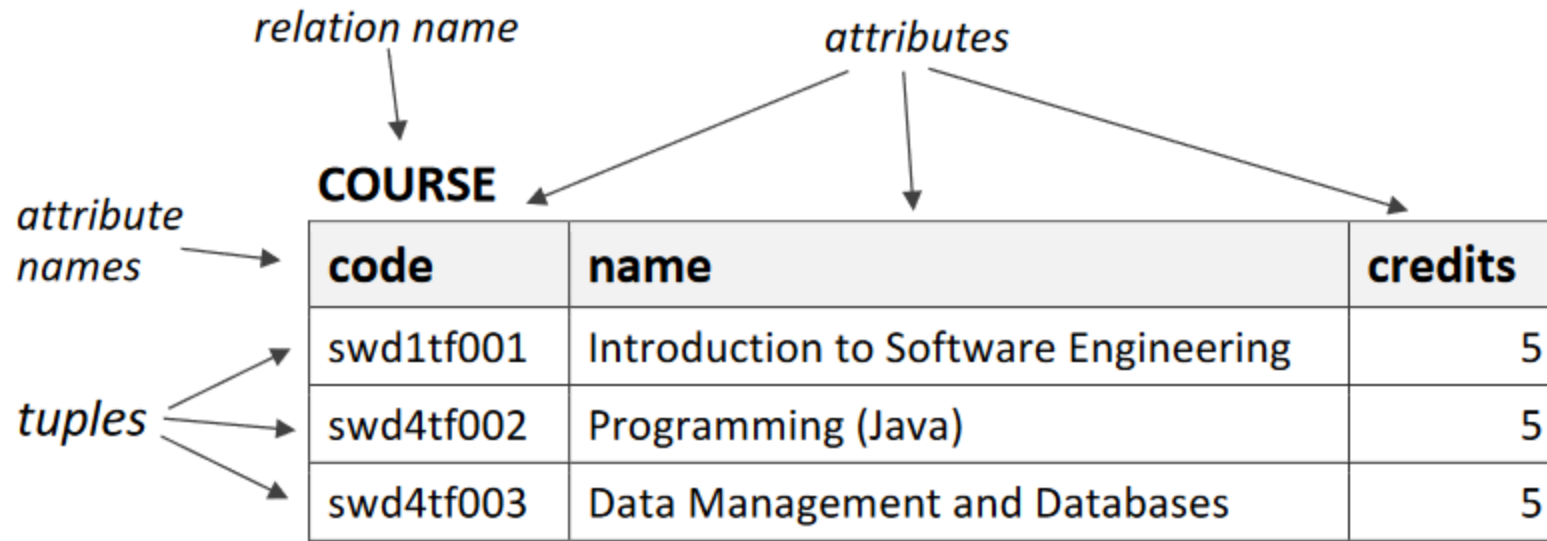 relation name
attributes
COURSE
attribute
names
code name credits
swd1tf001 Introduction to Software Engineering 5
tuples
swd4tf002 Programming (Java) 5
swd4tf003 Data Management and Databases 5